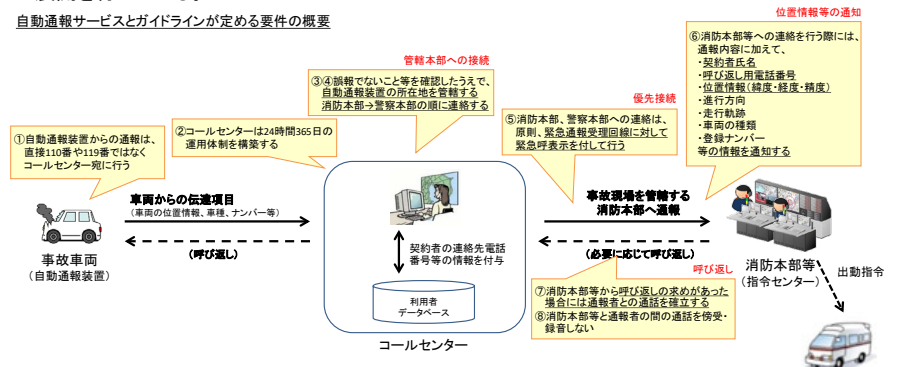 自動通報サービスとガイドラインが定める要件の概要
位置情報等の通知
管轄本部への接続
⑥消防本部等への連絡を行う際には、
通報内容に加えて、
・契約者氏名
・呼び返し用電話番号
・位置情報(緯度・経度・精度)
・進行方向
・走行軌跡
・車両の種類
・登録ナンバー
等の情報を通知する
③④誤報でないこと等を確認したうえで、
自動通報装置の所在地を管轄する
消防本部→警察本部の順に連絡する
優先接続
⑤消防本部、警察本部への連絡は、
原則、緊急通報受理回線に対して
緊急呼表示を付して行う
①自動通報装置からの通報は、
直接110番や119番ではなく
コールセンター宛に行う
②コールセンターは24時間365日の
運用体制を構築する
車両からの伝達項目
(車両の位置情報、車種、ナンバー等)
(呼び返し)
事故車両
(自動通報装置)
契約者の連絡先電話
番号等の情報を付与
利用者
データベース
コールセンター
事故現場を管轄する
消防本部へ通報
(必要に応じて呼び返し)
呼び返し
⑦消防本部等から呼び返しの求めがあった
場合には通報者との通話を確立する
⑧消防本部等と通報者の間の通話を傍受・
録音しない
消防本部等
(指令センター)
出動指令